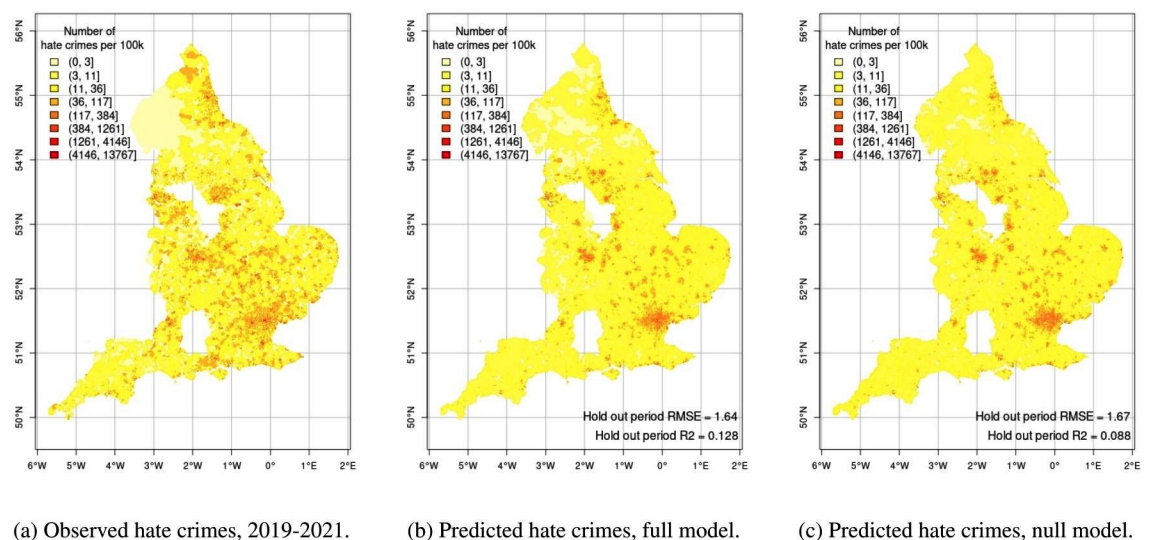 Number of
hate crimes per 100k
(0, 3]
(3, 11]
(11, 36]
(36, 117]
(117, 384]
(384, 1261]
(1261, 4146]
(4146, 13767]
56°N
55°N
54°N
53°N
52°N
51°N
50°N
6°W 5°W 4°W 3°W 2°W 1°W 0° 1°E 2°E
(a) Observed hate crimes, 2019-2021.
Number of
hate crimes per 100k
(0, 3]
(3, 11]
(11, 36]
(36, 117]
(117, 384]
(384, 1261]
(1261, 4146]
(4146, 13767]
56°N
55°N
54°N
53°N
52°N
51°N
50°N
Hold out period RMSE = 1.64
Hold out period R2 = 0.128
6°W 5°W 4°W 3°W 2°W 1°W 0° 1°E 2°E
(b) Predicted hate crimes, full model.
Number of
hate crimes per 100k
(0, 3]
(3, 11]
(11, 36]
(36, 117]
(117, 384]
(384, 1261]
(1261, 4146]
(4146, 13767]
56°N
55°N
54°N
53°N
52°N
51°N
50°N
Hold out period RMSE = 1.67
Hold out period R2 = 0.088
6°W 5°W 4°W 3°W 2°W 1°W 0° 1°E 2°E
(c) Predicted hate crimes, null model.